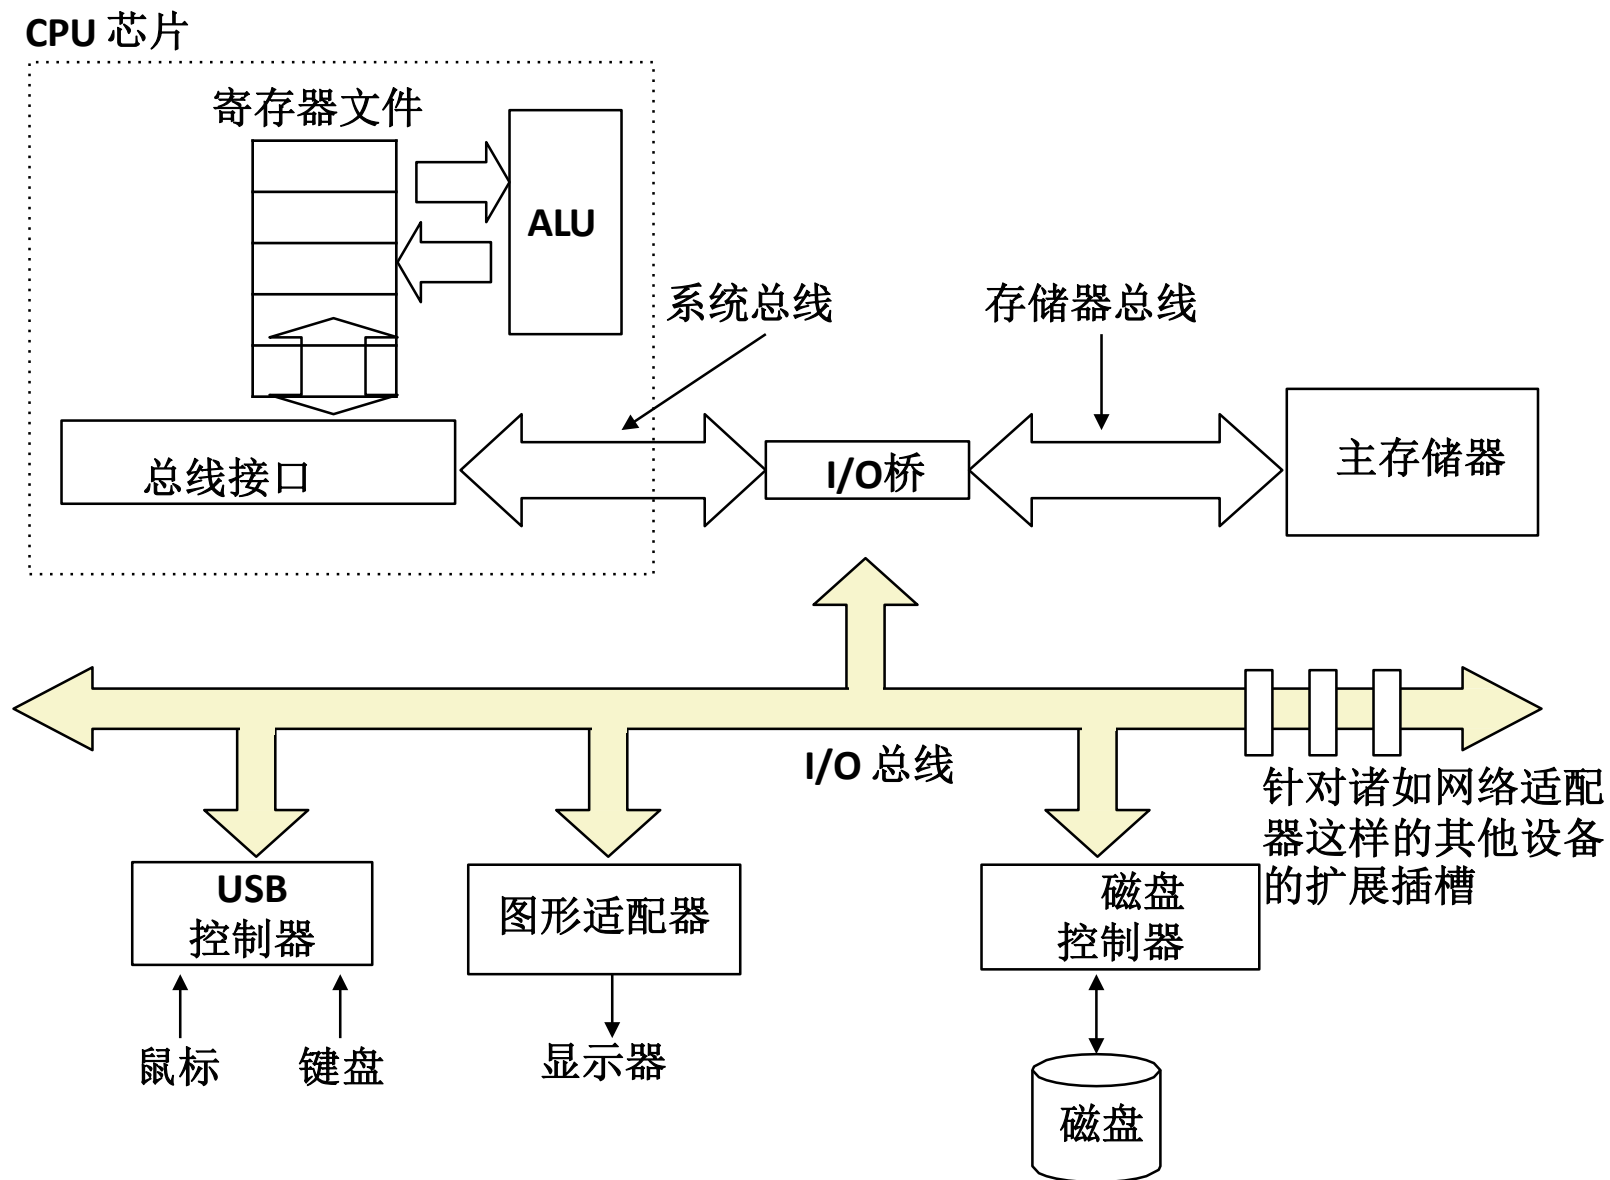 CPU 芯片
寄存器文件
ALU
系统总线
存储器总线
总线接口
I/O桥
主存储器
I/O 总线
针对诸如网络适配
器这样的其他设备
的扩展插槽
USB
控制器
图形适配器
磁盘
控制器
鼠标
键盘
显示器
磁盘